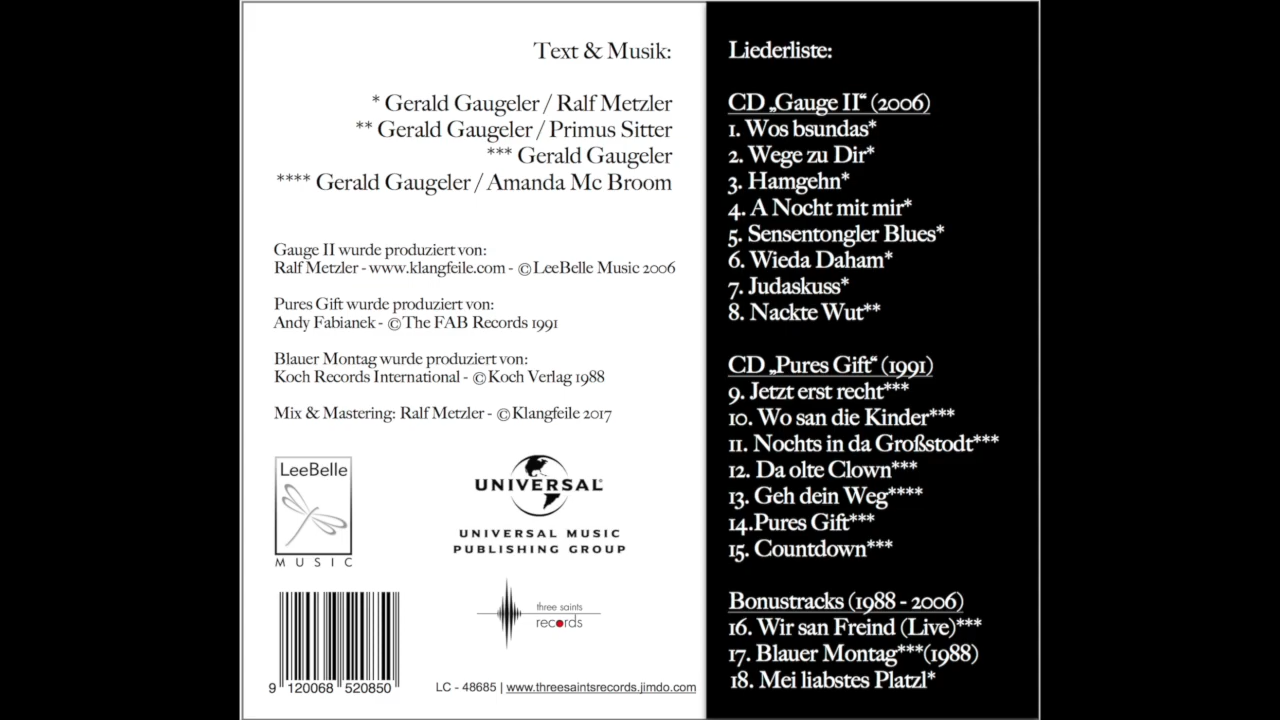 Text & Musik:
* Gerald Gaugeler / Ralf Metzler
** Gerald Gaugeler / Primus Sitter
*** Gerald Gaugeler
**** Gerald Gaugeler / Amanda Mc Broom
Gauge II wurde produziert von:
Ralf Metzler - www.klangfeile.com - © LeeBelle Music 2006
Pures Gift wurde produziert von:
Andy Fabianek - © The FAB Records 1991
Blauer Montag wurde produziert von:
Koch Records International - © Koch Verlag 1988
Mix & Mastering: Ralf Metzler - © Klangfeile 2017
LeeBelle
MUSIC
UNIVERSAL
UNIVERSAL MUSIC
PUBLISHING GROUP
three saints
records
9 120068 520850
LC - 48685 | www.threesaintsrecords.jimdo.com
Liederliste:
CD „Gauge II“ (2006)
1. Wos bsundas*
2. Wege zu Dir*
3. Hamgehn*
4. A Nocht mit mir*
5. Sensentongler Blues*
6. Wieda Daham*
7. Judaskuss*
8. Nackte Wut**
CD „Pures Gift“ (1991)
9. Jetzt erst recht***
10. Wo san die Kinder***
11. Nochts in da Großstodt***
12. Da olte Clown***
13. Geh dein Weg****
14.Pures Gift***
15. Countdown***
Bonustracks (1988 - 2006)
16. Wir san Freind (Live)***
17. Blauer Montag***(1988)
18. Mei liabstes Platzl*